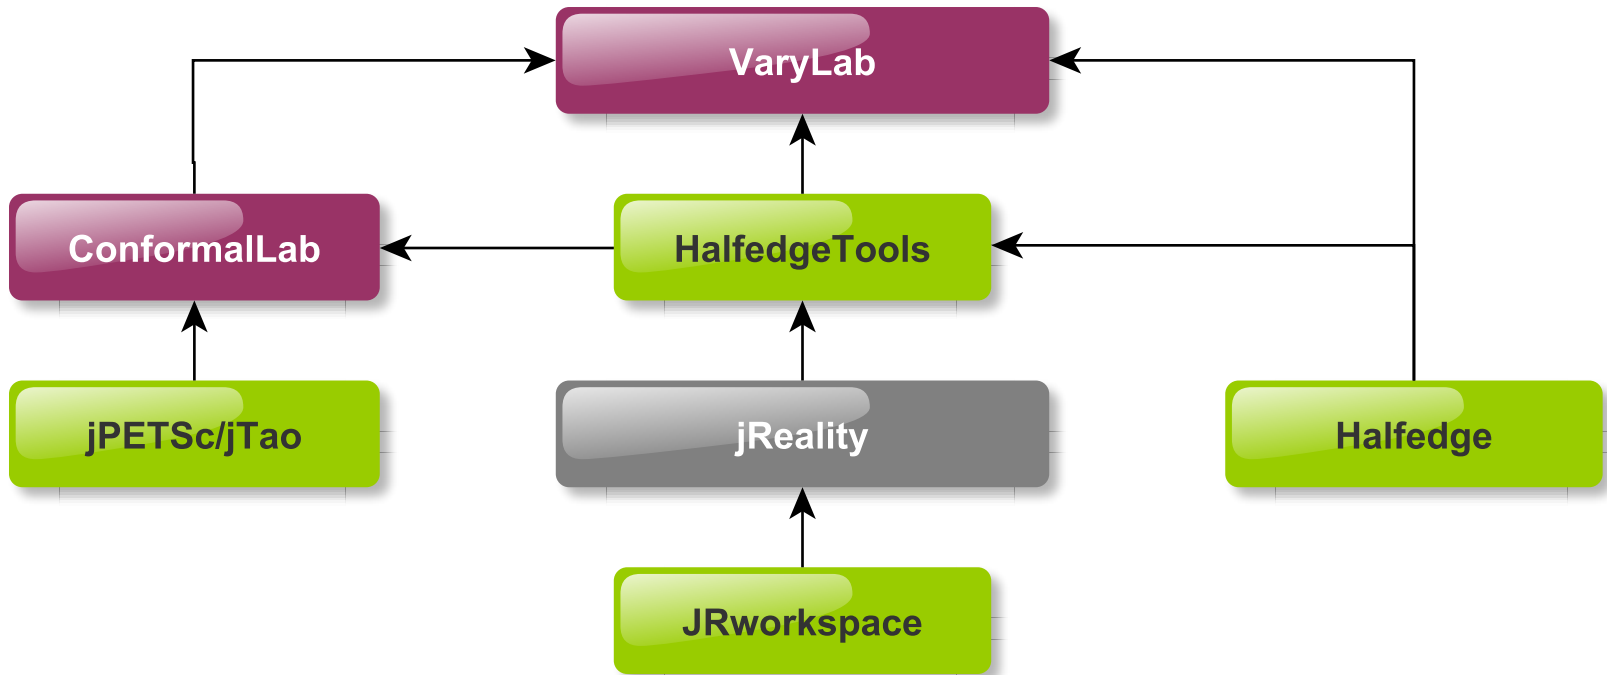 VaryLab
ConformalLab
HalfedgeTools
jPETSc/jTao
jReality
Halfedge
JRworkspace